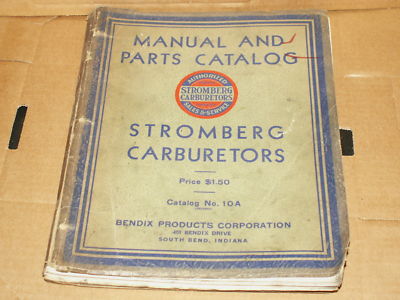 MANUAL AND
PARTS CATALOG
AUTHORIZED
STROMBERG
CARBURETORS
SALES & SERVICE
STROMBERG
CARBURETORS
Price $1.50
Catalog No. 10A
BENDIX PRODUCTS CORPORATION
401 BENDIX DRIVE
SOUTH BEND, INDIANA